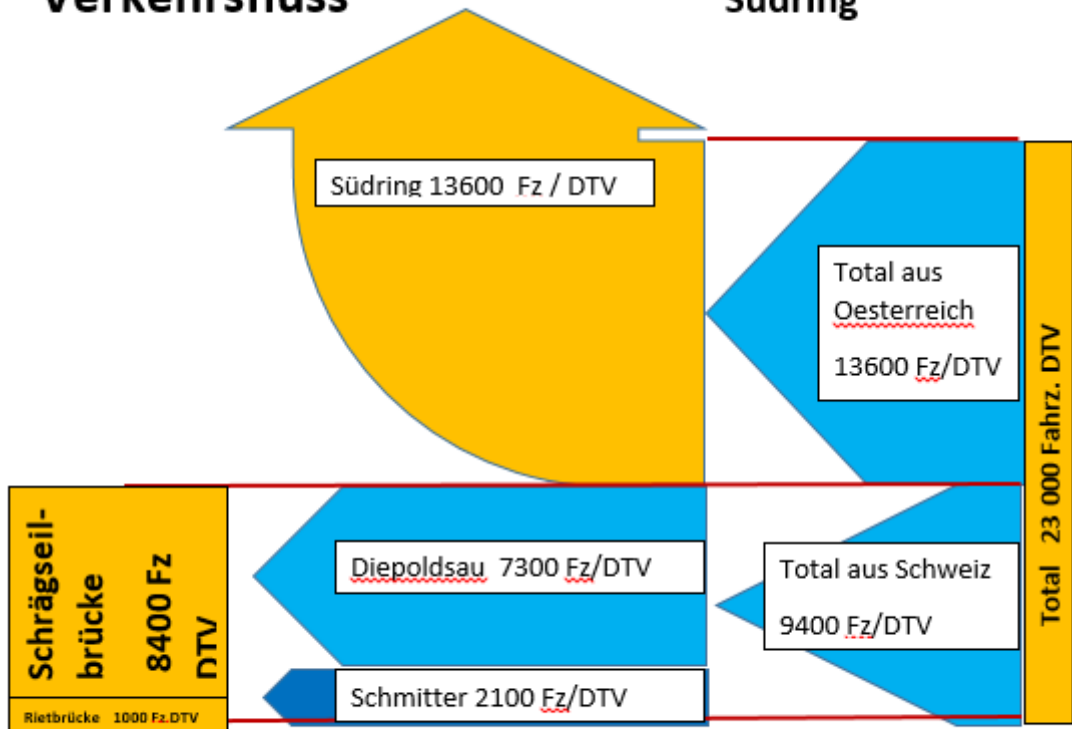 Verkehrsfluss
Südring
Südring 13600 Fz / DTV
Total aus
Oesterreich
13600 Fz/DTV
Total 23 000 Fahrz. DTV
Schrägseil-
brücke
8400 Fz
DTV
Diepoldsau 7300 Fz/DTV
Total aus Schweiz
9400 Fz/DTV
Schmitter 2100 Fz/DTV
Rietbrücke 1000 Fz.DTV